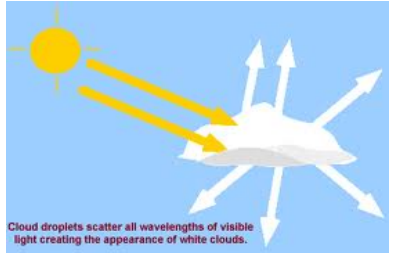 Cloud droplets scatter all wavelengths of visible
light creating the appearance of white clouds.